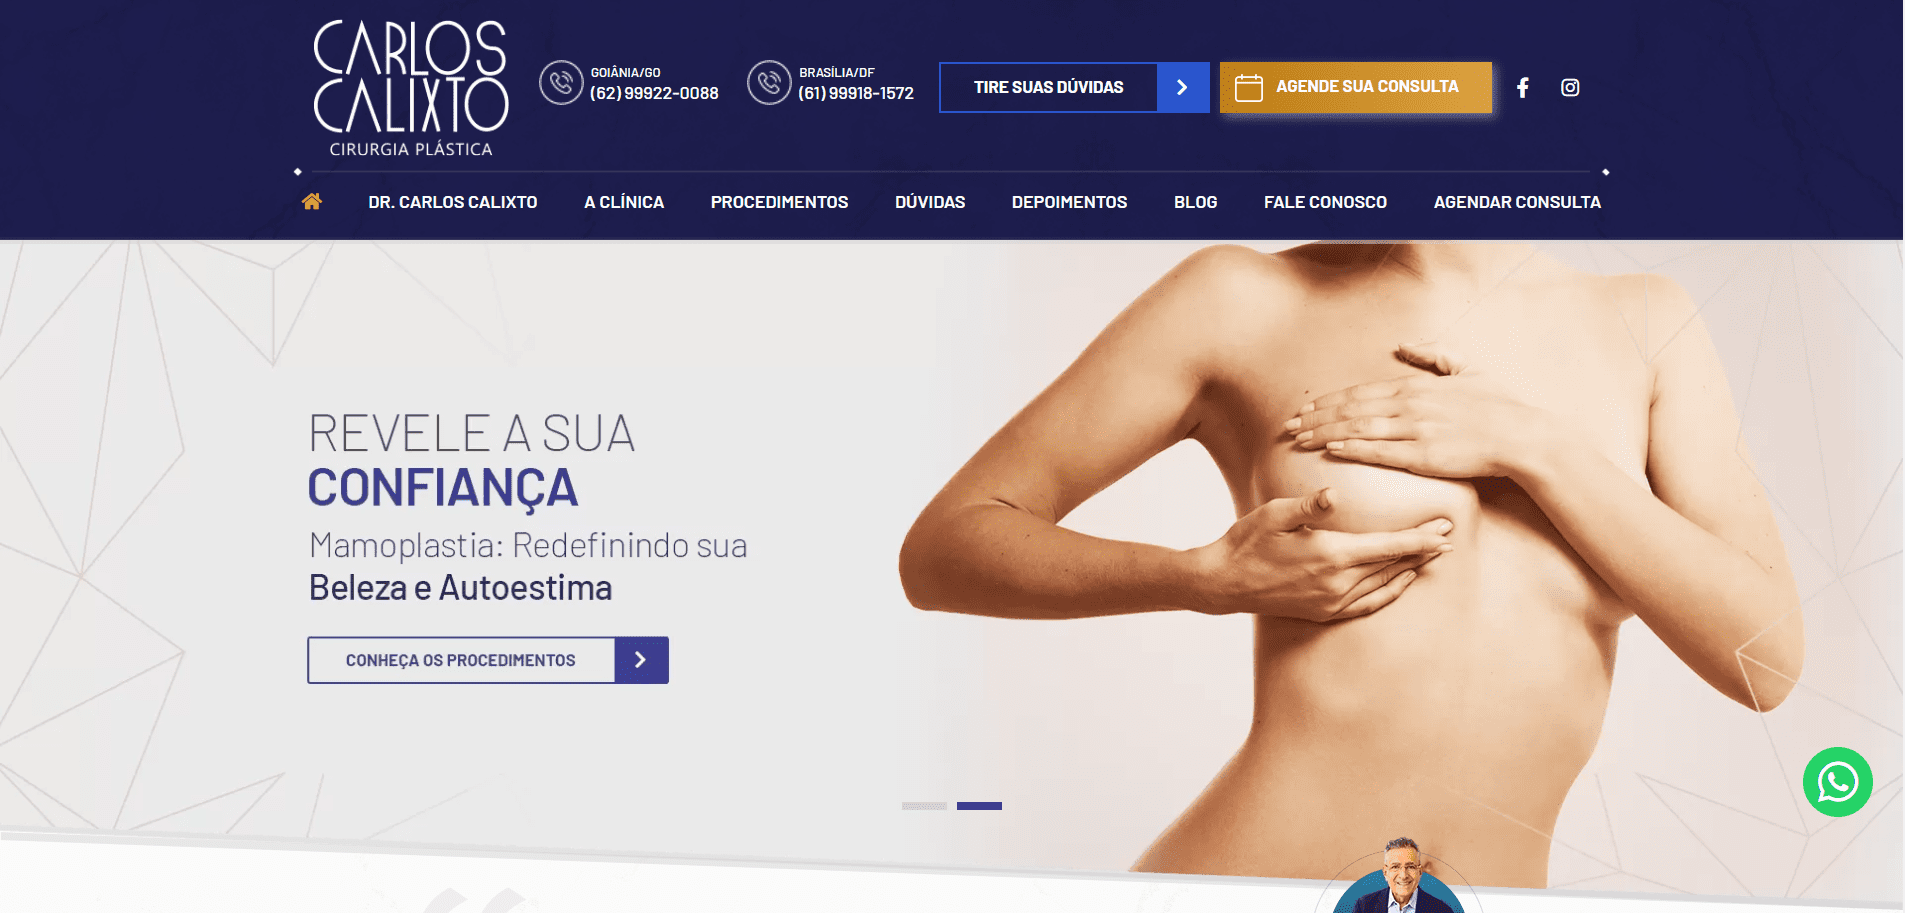 CARLOS
CALIXTO
CIRURGIA PLÁSTICA
GOIÂNIA/GO
(62) 99922-0088
BRASÍLIA/DF
(61) 99918-1572
TIRE SUAS DÚVIDAS
AGENDE SUA CONSULTA
DR. CARLOS CALIXTO
A CLÍNICA
PROCEDIMENTOS
DÚVIDAS
DEPOIMENTOS
BLOG
FALE CONOSCO
AGENDAR CONSULTA
REVELE A SUA
CONFIANÇA
Mamoplastia: Redefinindo sua
Beleza e Autoestima
CONHEÇA OS PROCEDIMENTOS